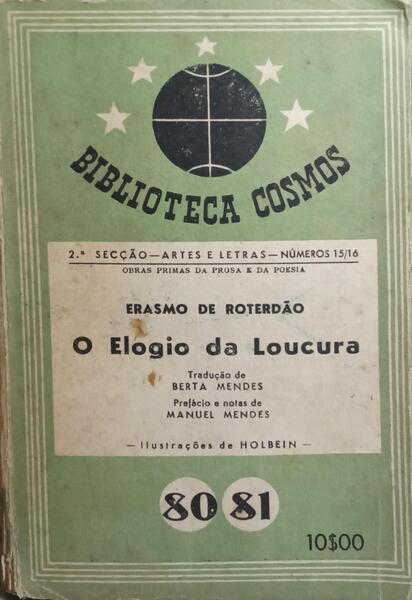 BIBLIOTECA COSMOS
2.ª SECÇÃO—ARTES E LETRAS—NÚMEROS 15/16
OBRAS PRIMAS DA PROSA E DA POESIA
ERASMO DE ROTERDÃO
O Elogio da Loucura
Tradução de
BERTA MENDES
Prefácio e notas de
MANUEL MENDES
— Ilustrações de HOLBEIN —
80 81
10$00